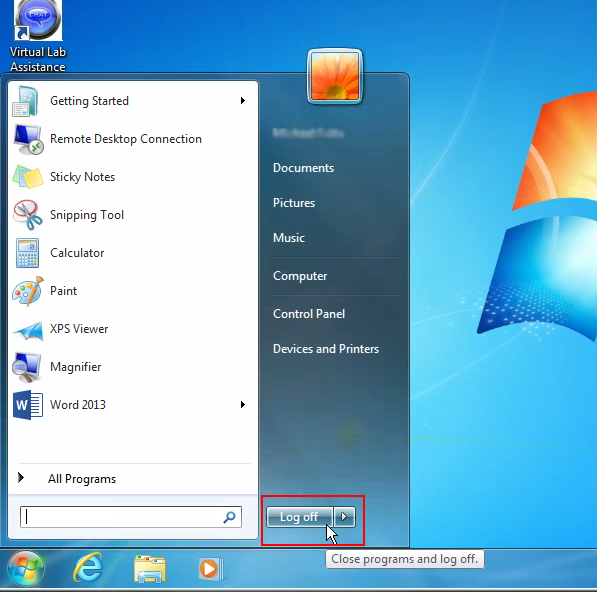 CHAT
Virtual Lab
Assistance
Getting Started
Remote Desktop Connection
Sticky Notes
Snipping Tool
Calculator
Paint
XPS Viewer
Magnifier
Word 2013
All Programs
Documents
Pictures
Music
Computer
Control Panel
Devices and Printers
Log off
Close programs and log off.